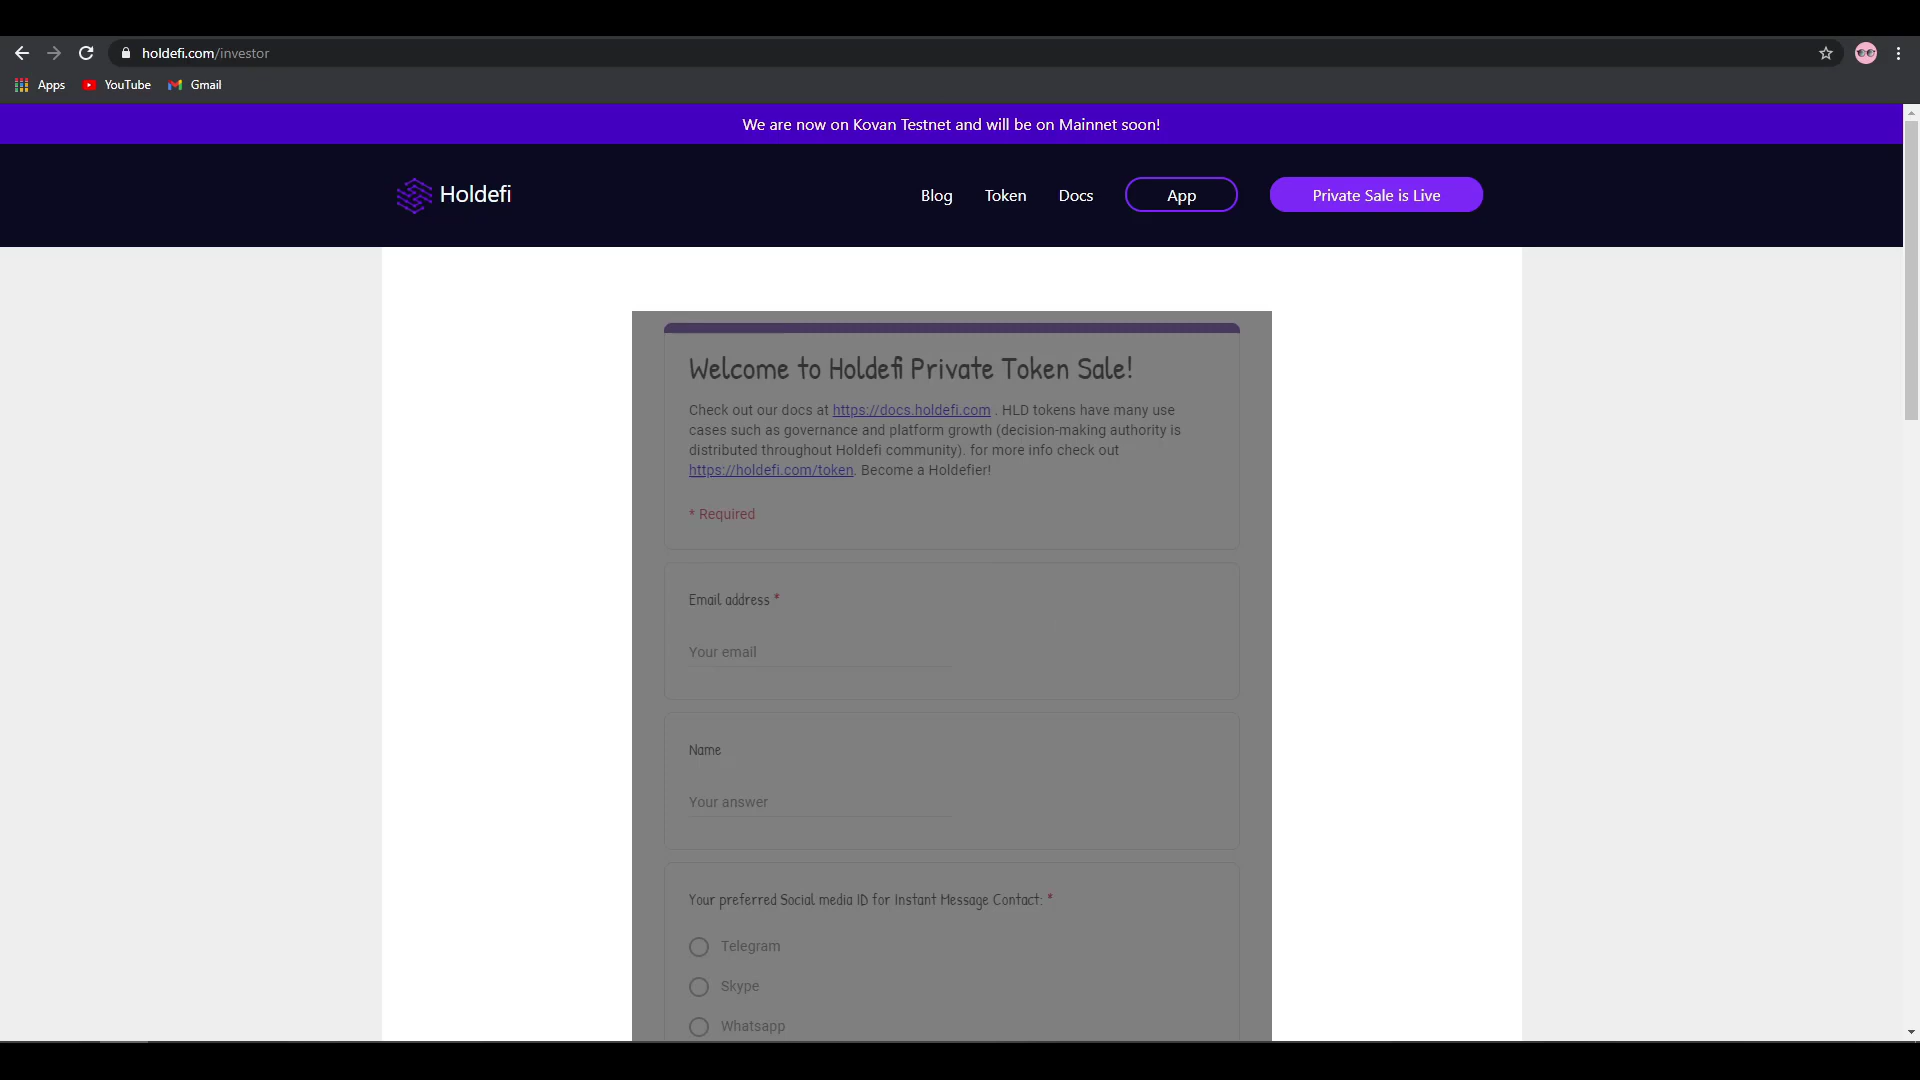 holdefi.com/investor
Apps YouTube Gmail
We are now on Kovan Testnet and will be on Mainnet soon!
Holdefi Blog Token Docs App Private Sale is Live
Welcome to Holdefi Private Token Sale!
Check out our docs at https://docs.holdefi.com . HLD tokens have many use
cases such as governance and platform growth (decision-making authority is
distributed throughout Holdefi community). for more info check out
https://holdefi.com/token. Become a Holdefier!
* Required
Email address *
Your email
Name
Your answer
Your preferred Social media ID for Instant Message Contact: *
Telegram
Skype
Whatsapp